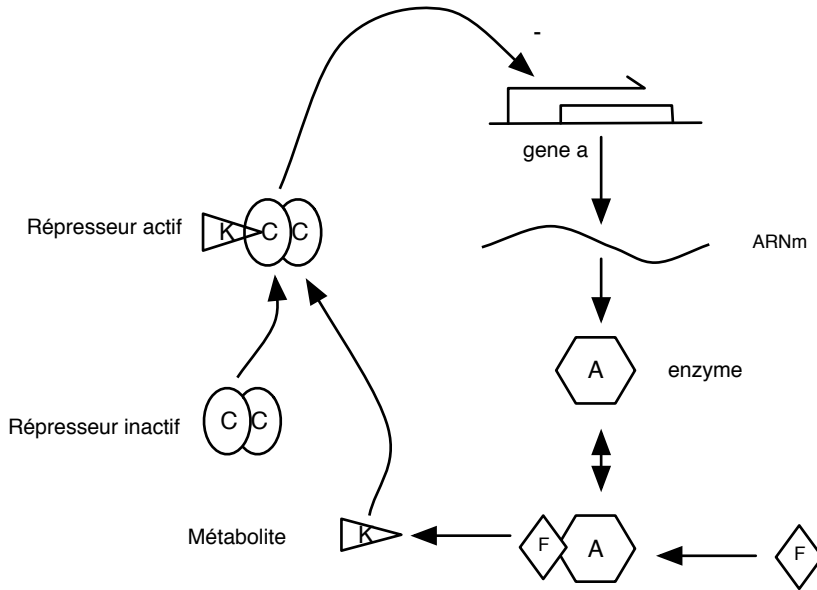 -
gene a
Répresseur actif
K C C
ARNm
A
enzyme
Répresseur inactif
C C
Métabolite
K
F A
F